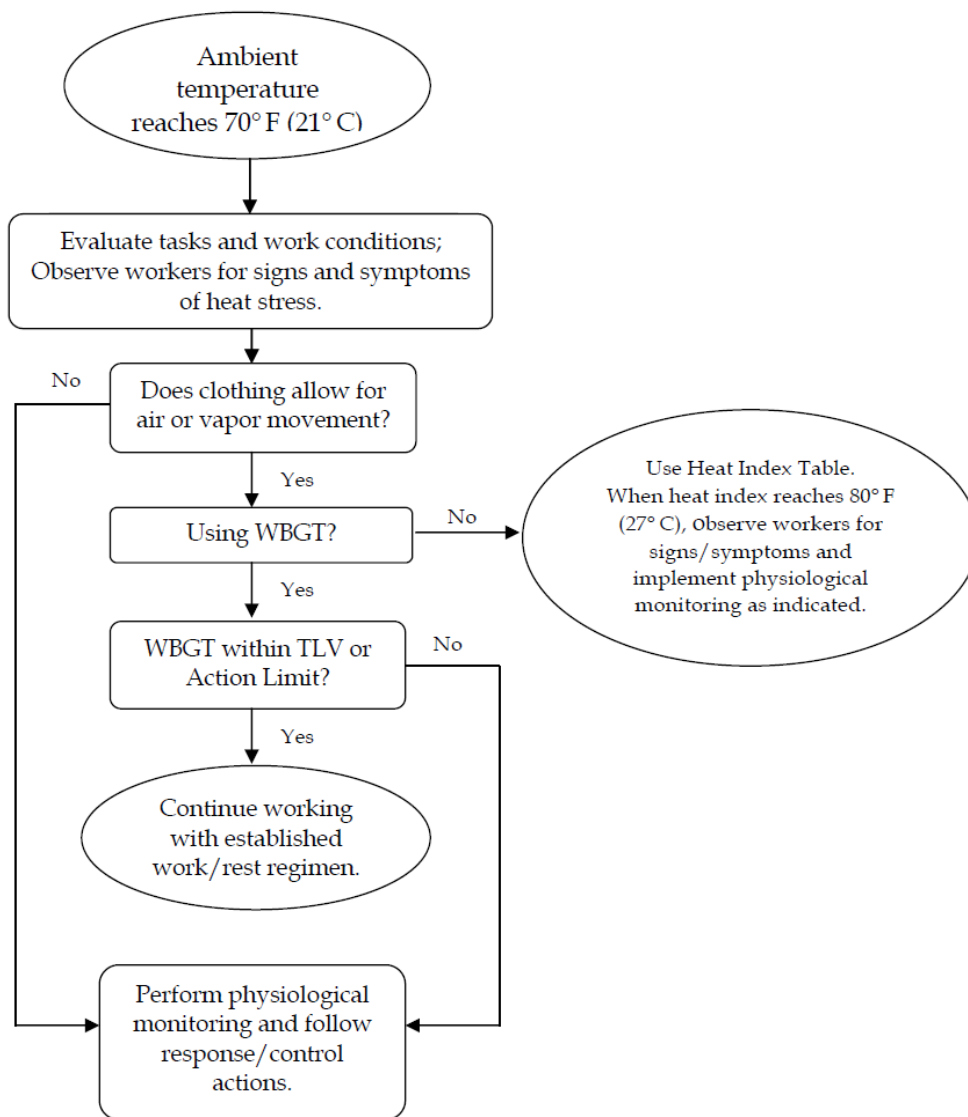 Ambient
temperature
reaches 70° F (21° C)
Evaluate tasks and work conditions;
Observe workers for signs and symptoms
of heat stress.
No
Does clothing allow for
air or vapor movement?
Yes
Using WBGT?
No
Use Heat Index Table.
When heat index reaches 80° F
(27° C), Observe workers for
signs/symptoms and
implement physiological
monitoring as indicated.
Yes
WBGT within TLV or
Action Limit?
No
Yes
Continue working
with established
work/rest regimen.
Perform physiological
monitoring and follow
response/control
actions.